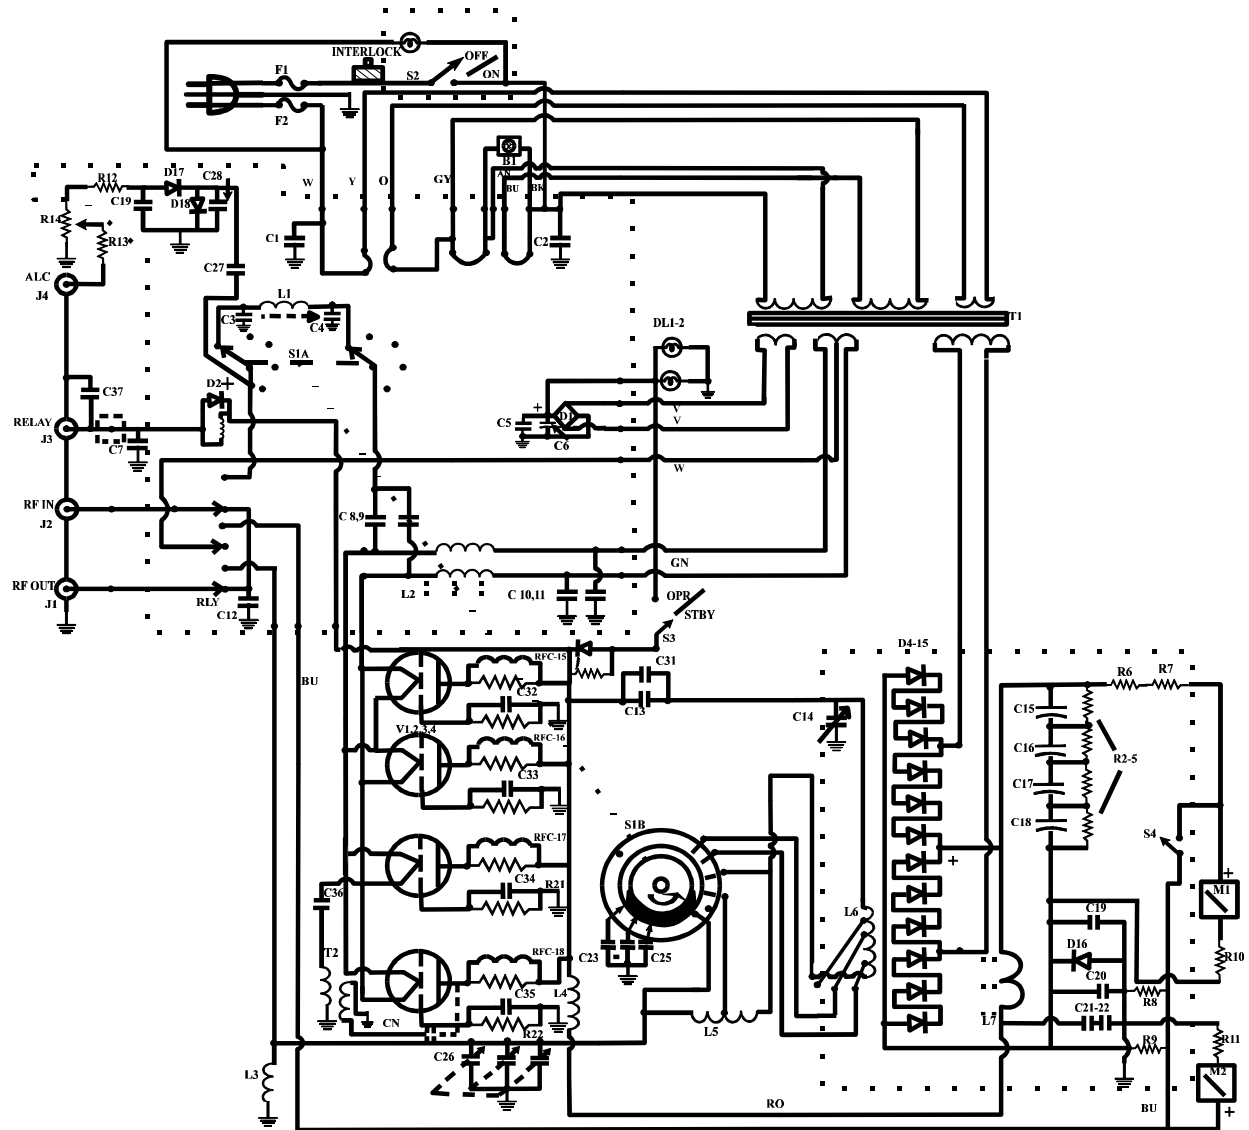 INTERLOCK
OFF
ON
S2
F1
F2
B1
AN
BU
BK
W
Y
O
GY
R12
D17
C28
C19
D18
R14
R13
ALC
J4
C27
C1
C2
L1
C3
C4
S1A
T1
DL1-2
D2
+
C37
RELAY
J3
C7
+
D1
C5
C6
V
V
W
RF IN
J2
C 8,9
GN
L2
C 10,11
RF OUT
J1
RLY
C12
OPR
STBY
S3
BU
RFC-15
C32
C31
C13
V1,2,3,4
RFC-16
C33
C14
D4-15
R6
R7
C15
C16
C17
C18
R2-5
S4
S1B
RFC-17
C34
R21
C36
+
+
M1
C19
L6
D16
R10
T2
RFC-18
C23
C25
C35
L4
C20
R8
CN
R22
L5
L7
C21-22
R9
R11
C26
L3
M2
+
RO
BU